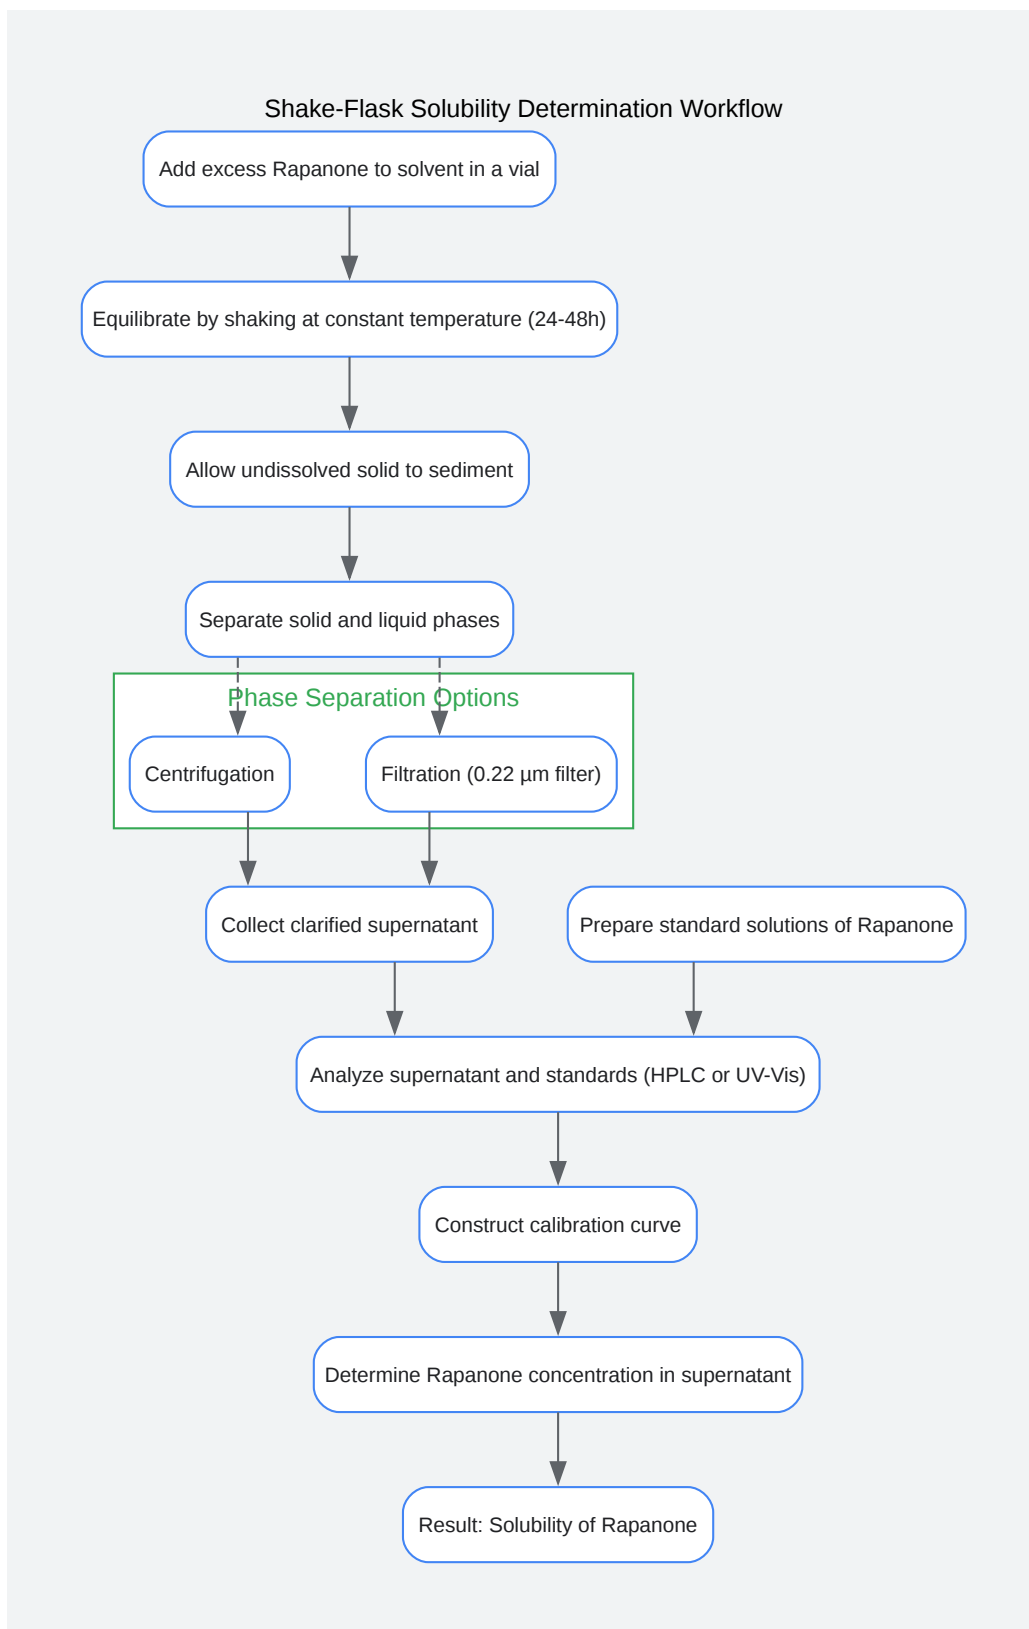 Shake-Flask Solubility Determination Workflow
Add excess Rapanone to solvent in a vial
Equilibrate by shaking at constant temperature (24-48h)
Allow undissolved solid to sediment
Separate solid and liquid phases
Phase Separation Options
Centrifugation
Filtration (0.22 µm filter)
Collect clarified supernatant
Prepare standard solutions of Rapanone
Analyze supernatant and standards (HPLC or UV-Vis)
Construct calibration curve
Determine Rapanone concentration in supernatant
Result: Solubility of Rapanone